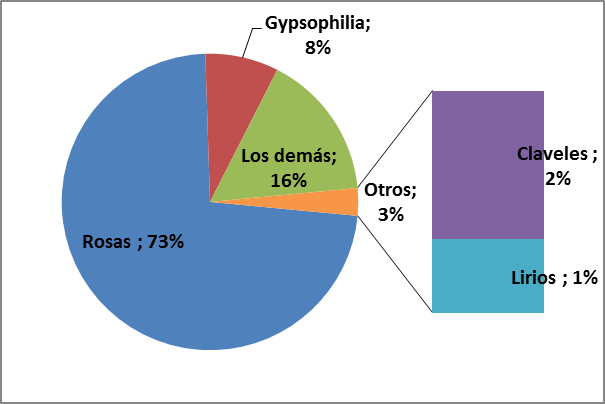 Gypsophilia;
8%
Los demás;
16%
Otros;
3%
Rosas ; 73%
Claveles ;
2%
Lirios ; 1%